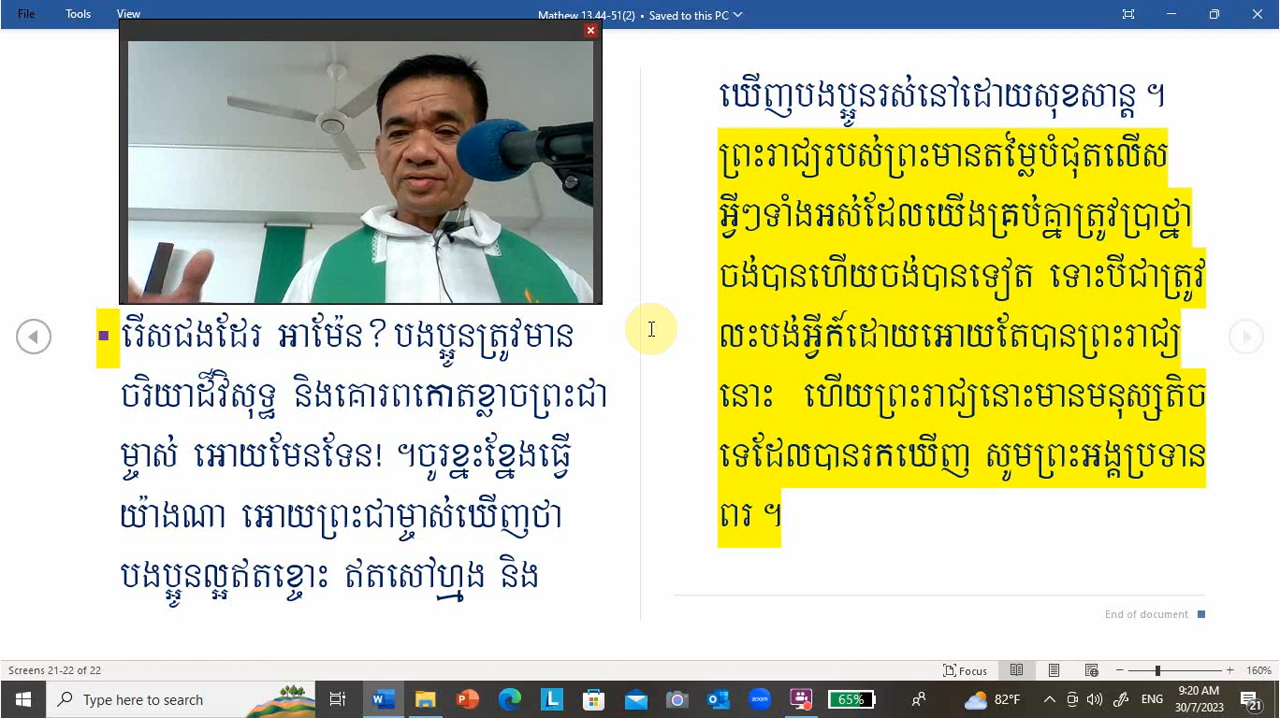 File Tools View
Mathew 13.44-51(2) • Saved to this PC
រើសផងដែរ អាម៉ែន? បងប្អូនត្រូវមាន
ចរិយាដ៏វិសុទ្ធ និងគោរពកោតខ្លាចព្រះជា
ម្ចាស់ អោយមែនទែន! ។ចូរខ្នះខ្នែងធ្វើ
យ៉ាងណា អោយព្រះជាម្ចាស់ឃើញថា
បងប្អូនល្អឥតខ្ចោះ ឥតសៅហ្មង និង
ឃើញបងប្អូនរស់នៅដោយសុខសាន្ត ។
ព្រះរាជ្យរបស់ព្រះមានតម្លៃបំផុតលើស
អ្វីៗទាំងអស់ដែលយើងគ្រប់គ្នាត្រូវប្រាថ្នា
ចង់បានហើយចង់បានទៀត ទោះបីជាត្រូវ
លះបង់អ្វីក៍ដោយអោយតែបានព្រះរាជ្យ
នោះ ហើយព្រះរាជ្យនោះមានមនុស្សតិច
ទេដែលបានរកឃើញ សូមព្រះអង្គប្រទាន
ពរ ។
End of document
Screens 21-22 of 22
Focus
160%
Type here to search
65%
82°F
ENG
9:20 AM
30/7/2023
21